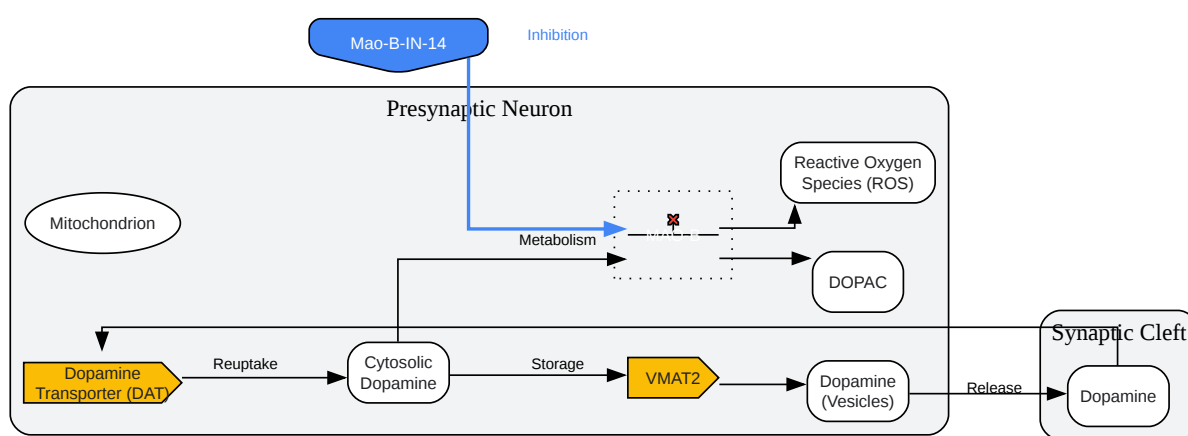 Mao-B-IN-14
Inhibition
Presynaptic Neuron
Reactive Oxygen
Species (ROS)
Mitochondrion
MAO-B
Metabolism
DOPAC
Synaptic Cleft
Dopamine
Transporter (DAT)
Reuptake
Cytosolic
Dopamine
Storage
VMAT2
Dopamine
(Vesicles)
Release
Dopamine